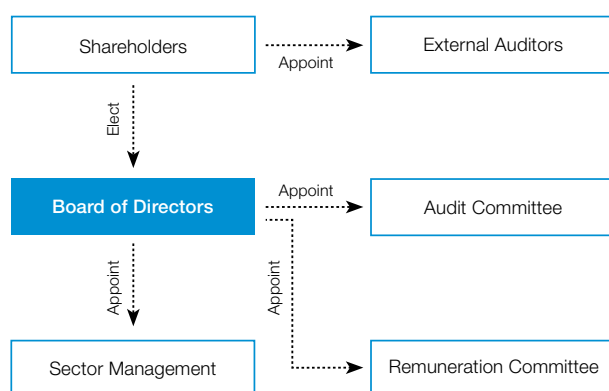 Shareholders
External Auditors
Appoint
Elect
Board of Directors
Appoint
Audit Committee
Appoint
Appoint
Sector Management
Remuneration Committee